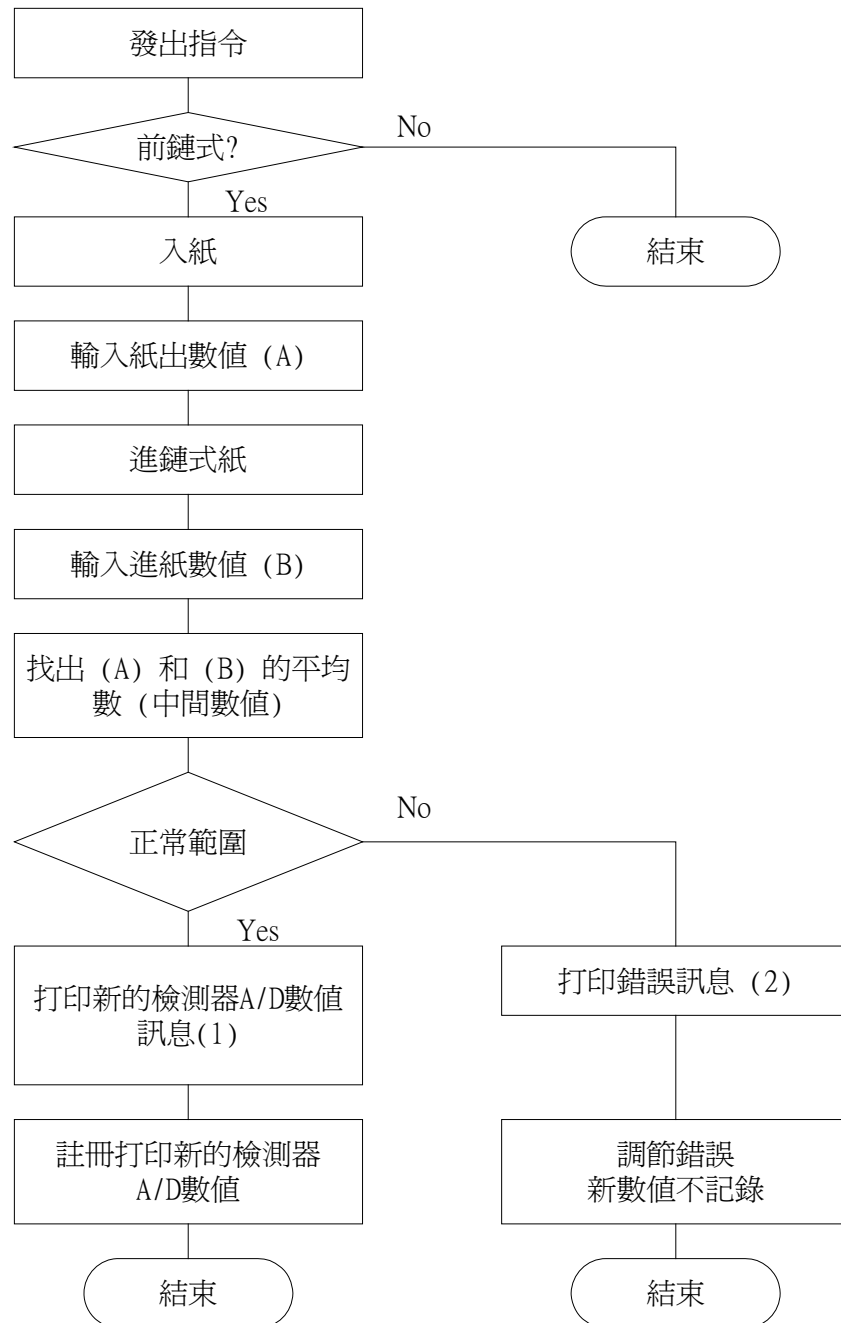 發出指令
前鏈式?
No
Yes
入紙
結束
輸入紙出數值 (A)
進鏈式紙
輸入進紙數值 (B)
找出 (A) 和 (B) 的平均
數 (中間數值)
正常範圍
No
Yes
打印新的檢測器A/D數值
訊息(1)
打印錯誤訊息 (2)
註冊打印新的檢測器
A/D數值
調節錯誤
新數值不記錄
結束
結束